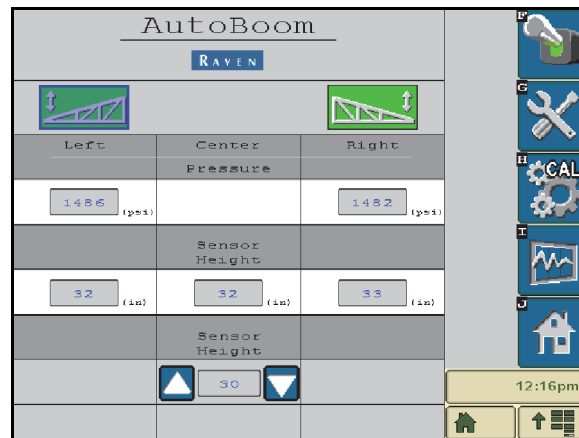 AutoBoom
RAVEN
Left Center Right
Pressure
1486 (psi) 1482 (psi)
Sensor
Height
32 (in) 32 (in) 33 (in)
Sensor
Height
30
F
G
H
CAL
I
J
12:16pm